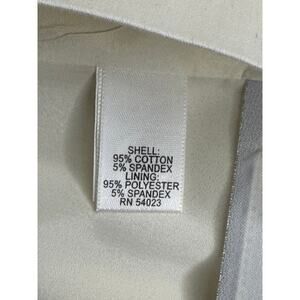 SHELL:
95% COTTON
5% SPANDEX
LINING:
95% POLYESTER
5% SPANDEX
RN 54023